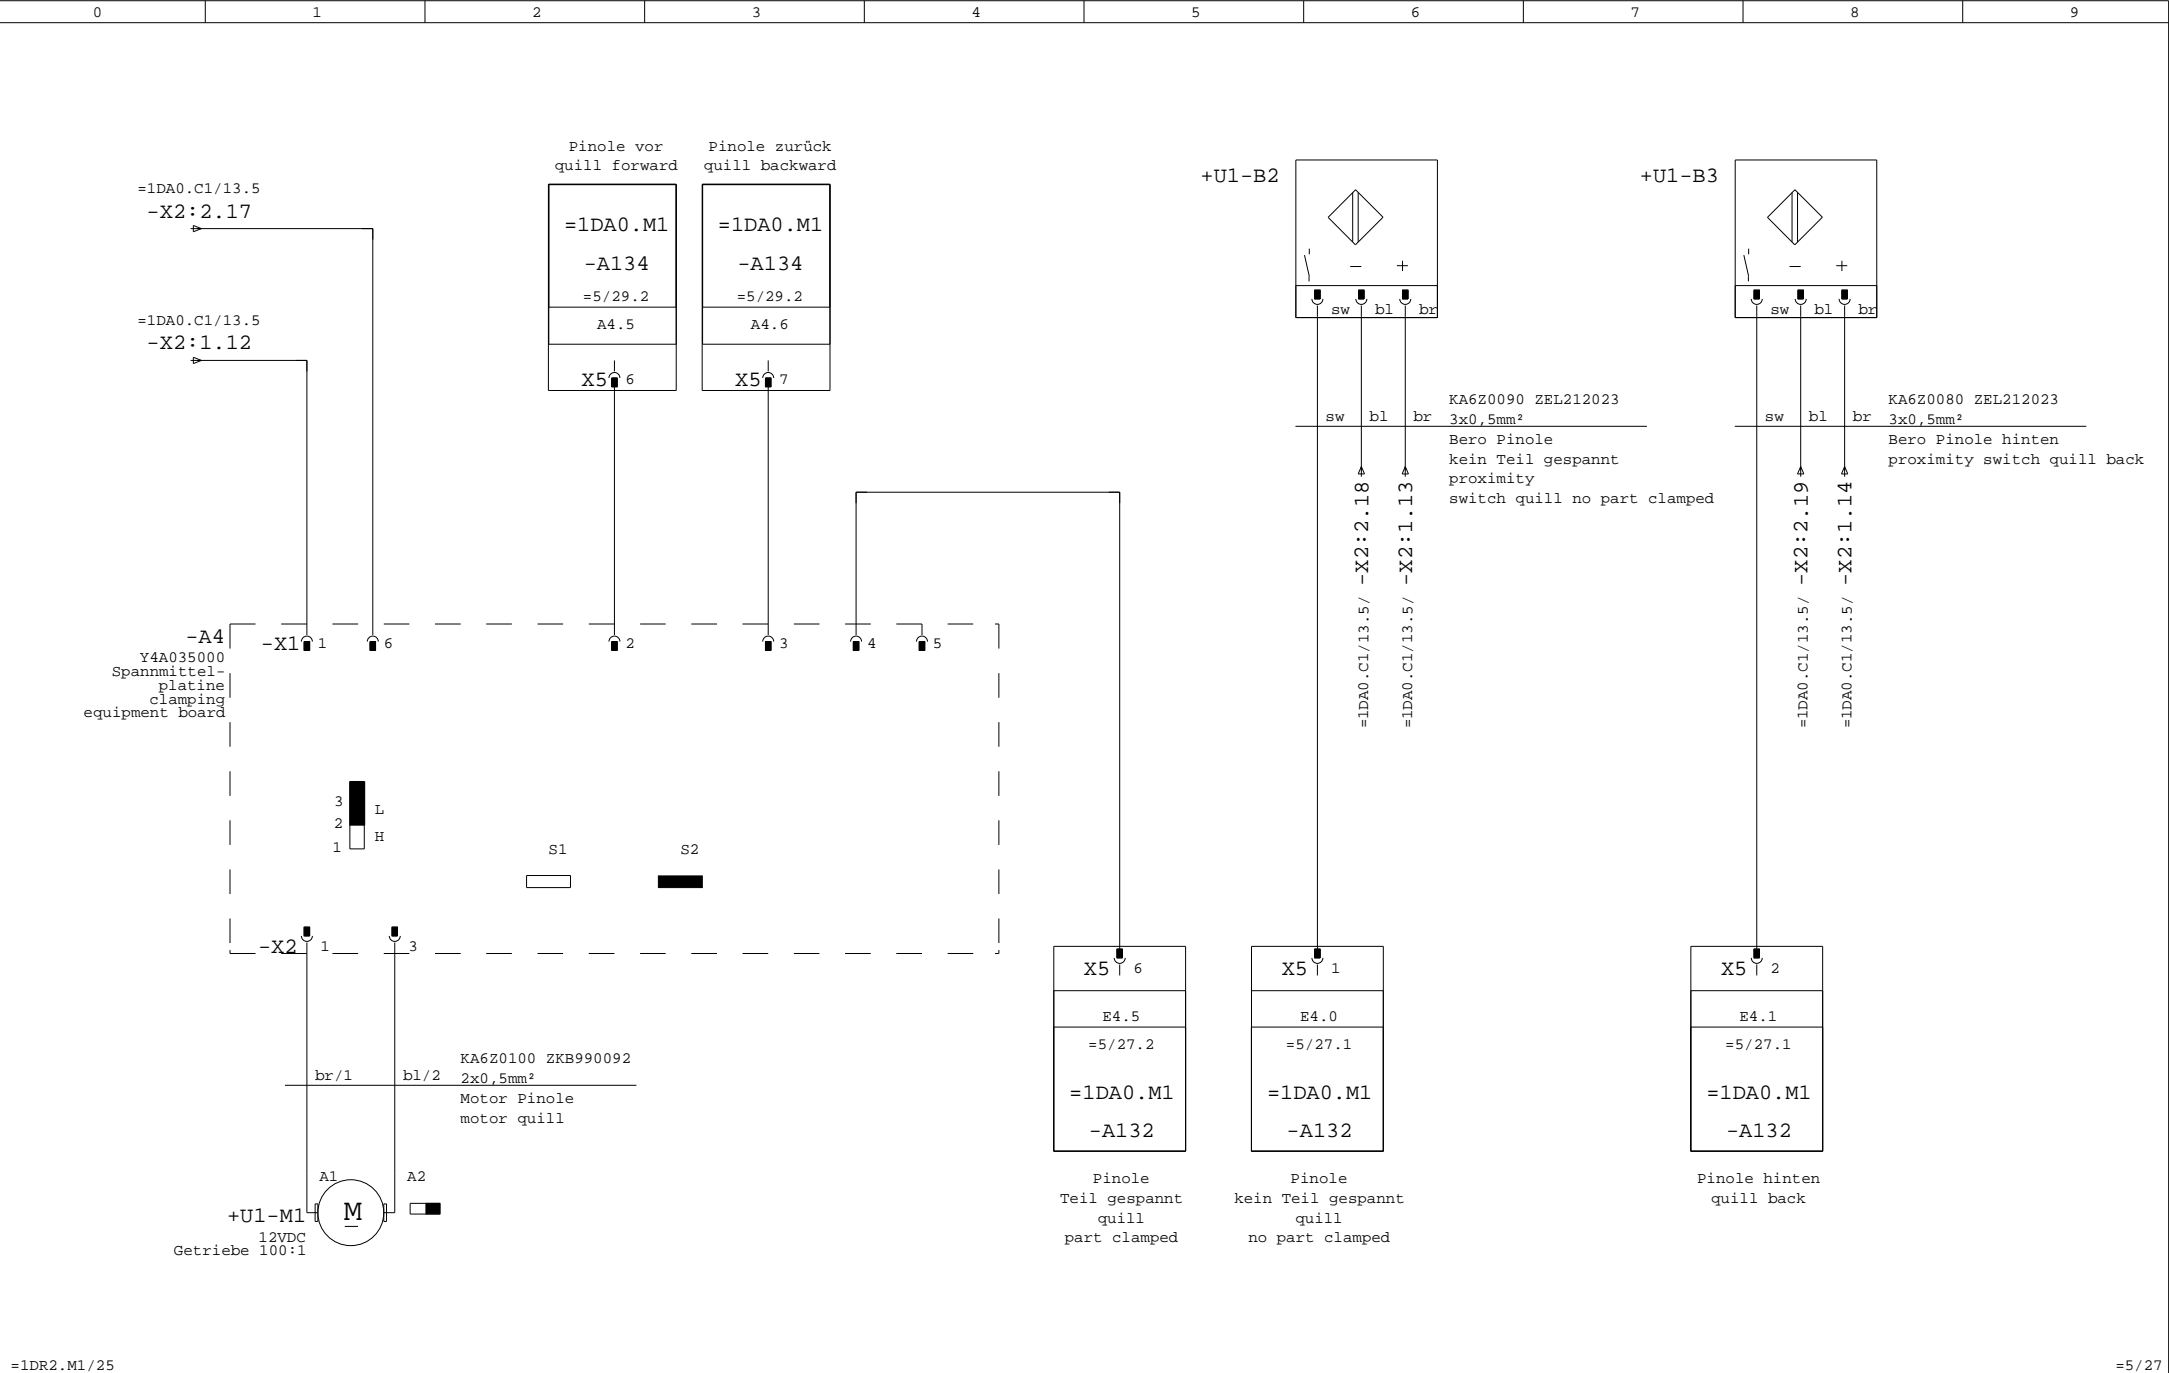 0 1 2 3 4 5 6 7 8 9
=1DA0.C1/13.5
-X2:2.17
=1DA0.C1/13.5
-X2:1.12
Pinole vor
quill forward
=1DA0.M1
-A134
=5/29.2
A4.5
X5 6
Pinole zurück
quill backward
=1DA0.M1
-A134
=5/29.2
A4.6
X5 7
+U1-B2
- +
sw bl br
sw bl br
KA6Z0090 ZEL212023
3x0,5mm²
Bero Pinole
kein Teil gespannt
proximity
switch quill no part clamped
=1DA0.C1/13.5/ -X2:2.18
=1DA0.C1/13.5/ -X2:1.13
+U1-B3
- +
sw bl br
sw bl br
KA6Z0080 ZEL212023
3x0,5mm²
Bero Pinole hinten
proximity switch quill back
=1DA0.C1/13.5/ -X2:2.19
=1DA0.C1/13.5/ -X2:1.14
-A4
Y4A035000
Spannmittel-
platine
clamping
equipment board
-X1 1 6 2 3 4 5
3
L
2
H
1
S1 S2
-X2 1 3
br/1 bl/2
KA6Z0100 ZKB990092
2x0,5mm²
Motor Pinole
motor quill
A1 A2
M
+U1-M1
12VDC
Getriebe 100:1
X5 6
E4.5
=5/27.2
=1DA0.M1
-A132
Pinole
Teil gespannt
quill
part clamped
X5 1
E4.0
=5/27.1
=1DA0.M1
-A132
Pinole
kein Teil gespannt
quill
no part clamped
X5 2
E4.1
=5/27.1
=1DA0.M1
-A132
Pinole hinten
quill back
=1DR2.M1/25
=5/27